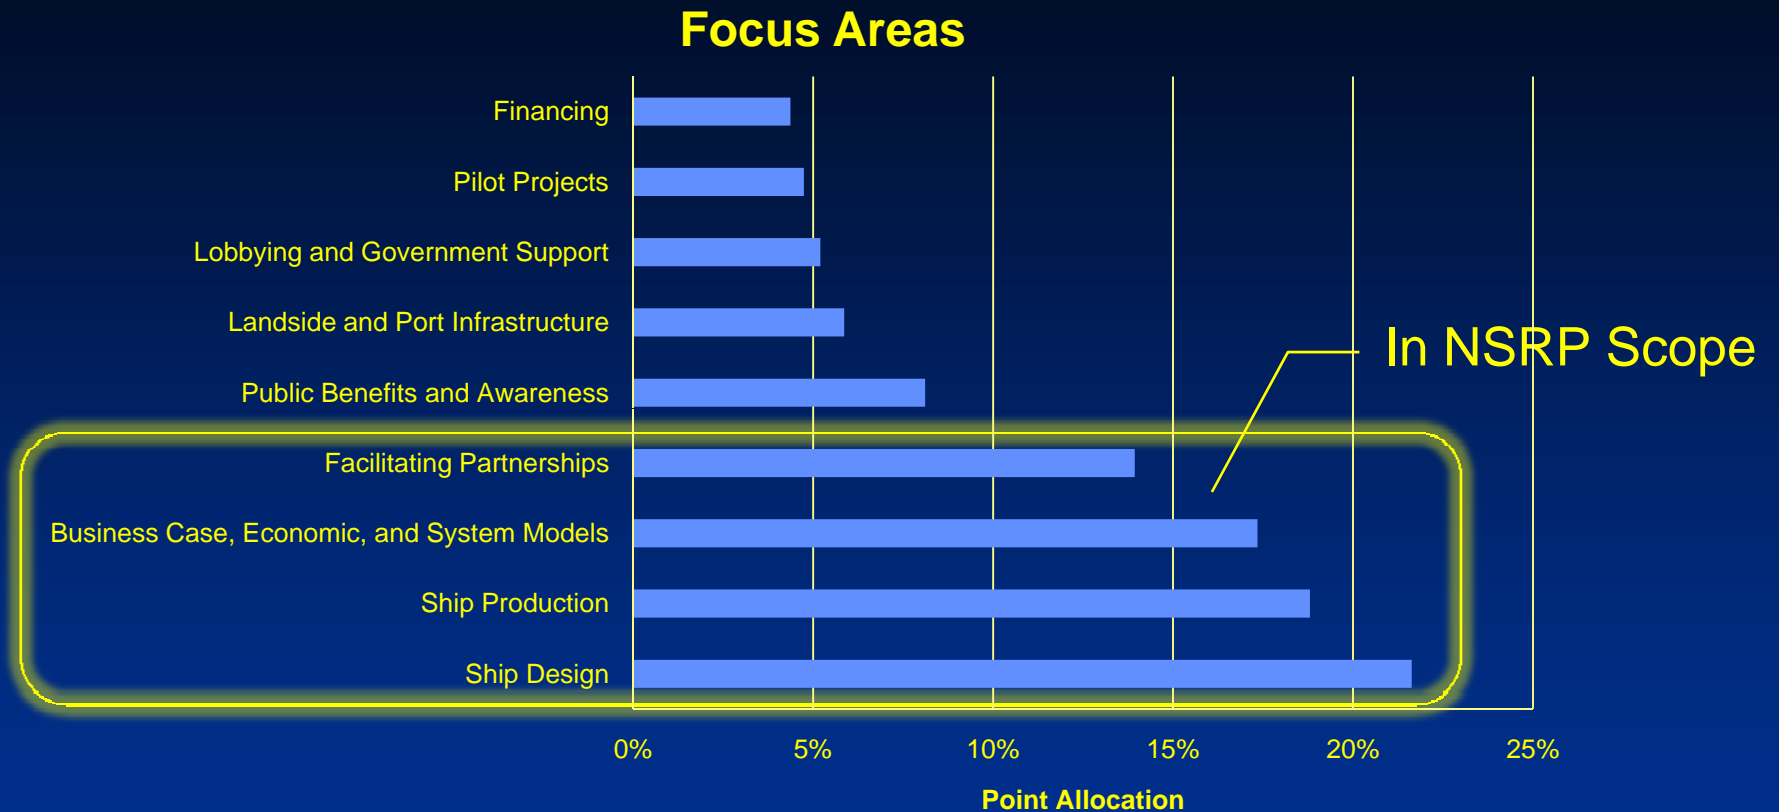 Focus Areas
Financing
Pilot Projects
Lobbying and Government Support
Landside and Port Infrastructure
In NSRP Scope
Public Benefits and Awareness
Facilitating Partnerships
Business Case, Economic, and System Models
Ship Production
Ship Design
0% 5% 10% 15% 20% 25%
Point Allocation